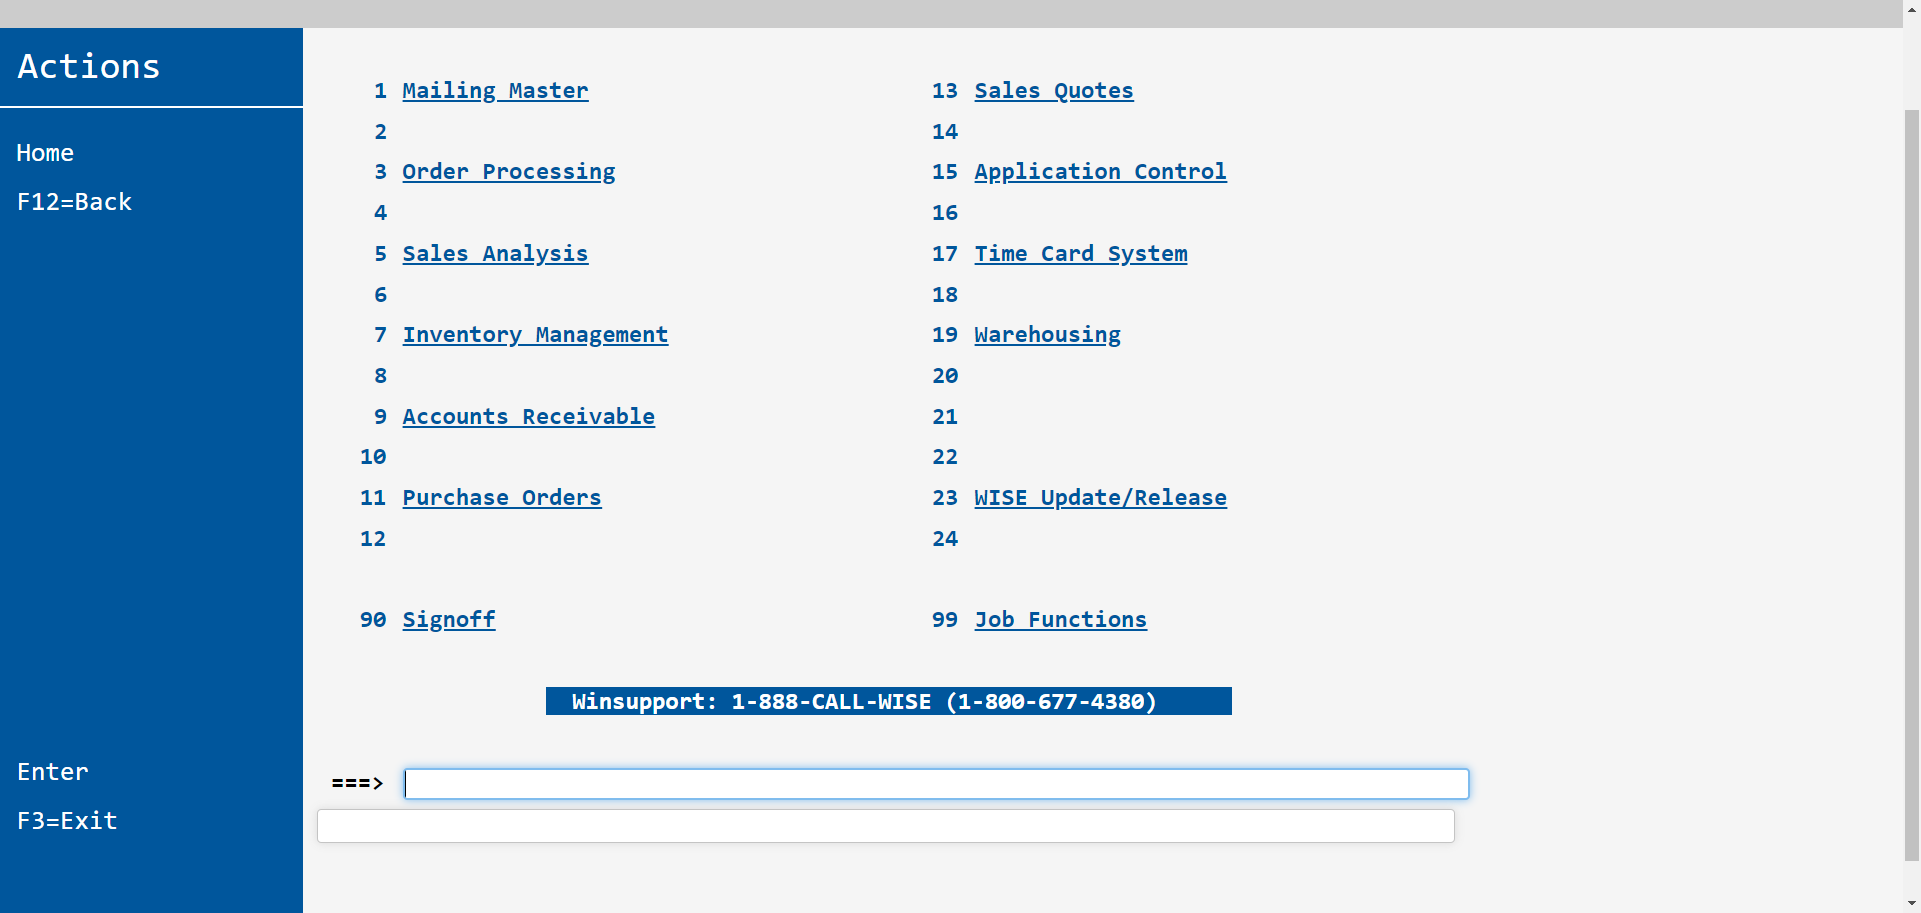 Actions
Home
F12=Back
Enter
F3=Exit
1 Mailing Master 13 Sales Quotes
2 14
3 Order Processing 15 Application Control
4 16
5 Sales Analysis 17 Time Card System
6 18
7 Inventory Management 19 Warehousing
8 20
9 Accounts Receivable 21
10 22
11 Purchase Orders 23 WISE Update/Release
12 24
90 Signoff 99 Job Functions
Winsupport: 1-888-CALL-WISE (1-800-677-4380)
===>